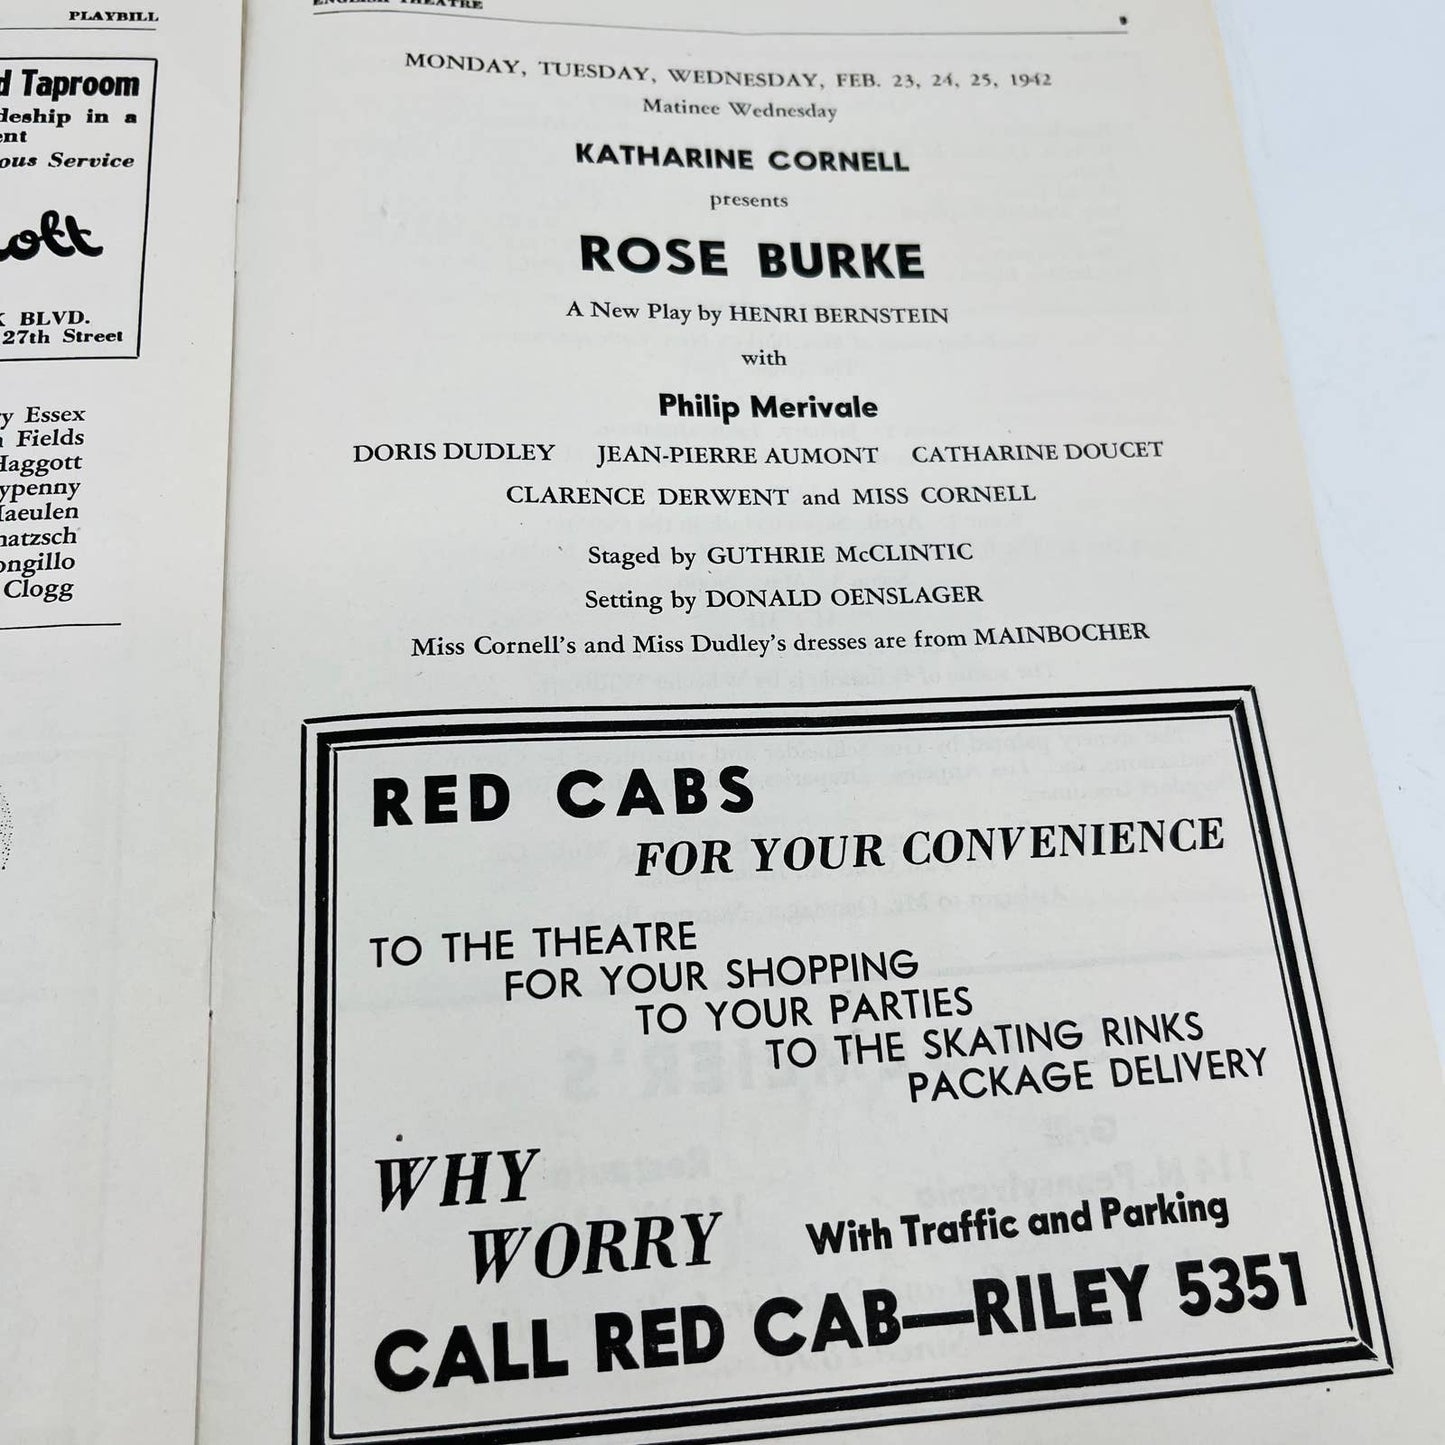 PLAYBILL
d Taproom
deship in a
ent
ous Service
cott
K BLVD.
27th Street
y Essex
n Fields
Haggott
ypenny
Haeulen
natzsch
ongillo
Clogg
ENGLISH THEATRE
9
MONDAY, TUESDAY, WEDNESDAY, FEB. 23, 24, 25, 1942
Matinee Wednesday
KATHARINE CORNELL
presents
ROSE BURKE
A New Play by HENRI BERNSTEIN
with
Philip Merivale
DORIS DUDLEY JEAN-PIERRE AUMONT CATHARINE DOUCET
CLARENCE DERWENT and MISS CORNELL
Staged by GUTHRIE McCLINTIC
Setting by DONALD OENSLAGER
Miss Cornell's and Miss Dudley's dresses are from MAINBOCHER
RED CABS
FOR YOUR CONVENIENCE
TO THE THEATRE
FOR YOUR SHOPPING
TO YOUR PARTIES
TO THE SKATING RINKS
PACKAGE DELIVERY
WHY
WORRY With Traffic and Parking
CALL RED CAB—RILEY 5351